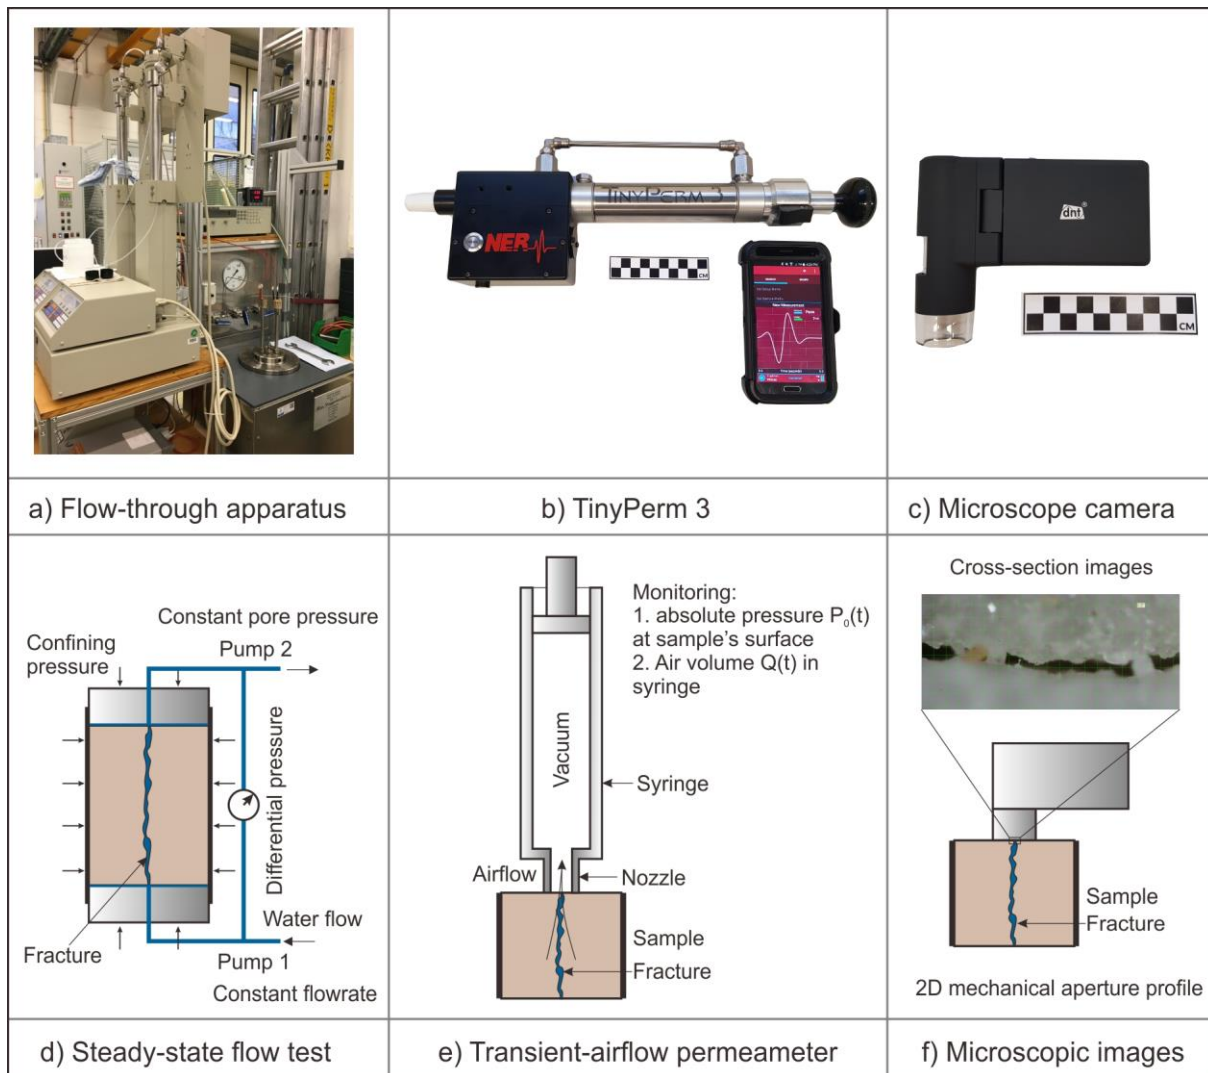 TINYPERM 3
NER
CM
dnt
CM
a) Flow-through apparatus
b) TinyPerm 3
c) Microscope camera
Constant pore pressure
Pump 2
Confining
pressure
Differential pressure
Water flow
Fracture
Pump 1
Constant flowrate
d) Steady-state flow test
Monitoring:
1. absolute pressure P₀(t)
at sample's surface
2. Air volume Q(t) in
syringe
Vacuum
Syringe
Airflow
Nozzle
Sample
Fracture
e) Transient-airflow permeameter
Cross-section images
Sample
Fracture
2D mechanical aperture profile
f) Microscopic images